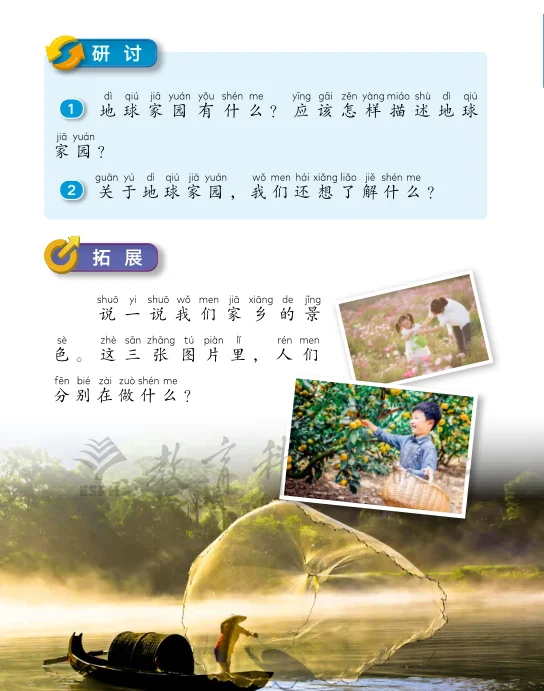 研讨
dì qiú jiā yuán yǒu shén me yīng gāi zěn yàng miáo shù dì qiú
1 地球家园有什么？应该怎样描述地球
jiā yuán
家园？
guān yú dì qiú jiā yuán wǒ men hái xiǎng liǎo jiě shén me
2 关于地球家园，我们还想了解什么？
拓展
shuō yi shuō wǒ men jiā xiāng de jǐng
说一说我们家乡的景
sè zhè sān zhāng tú piàn lǐ rén men
色。这三张图片里，人们
fēn bié zài zuò shén me
分别在做什么？
教育科